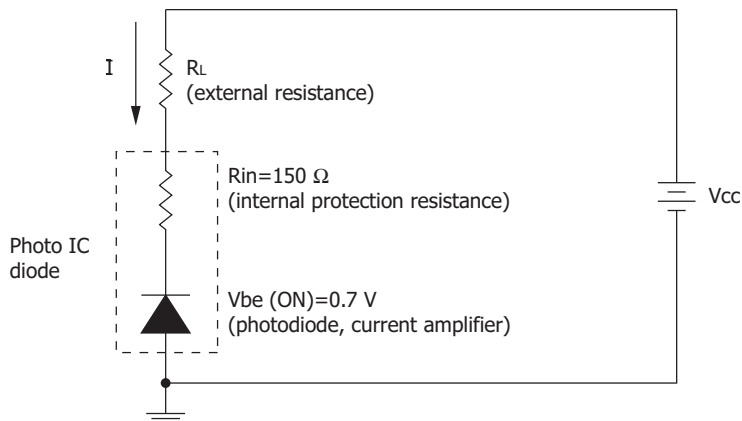 I
RL
(external resistance)
Rin=150 Ω
(internal protection resistance)
Vcc
Photo IC
diode
Vbe (ON)=0.7 V
(photodiode, current amplifier)